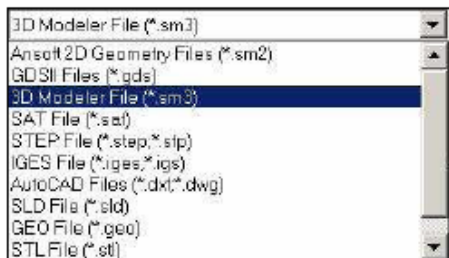 3D Modeler File (*.sm3)
Ansoft 2D Geometry Files (*.sm2)
GDSII Files (*.gds)
3D Modeler File (*.sm3)
SAT File (*.sat)
STEP File (*.step;*.stp)
IGES File (*.iges;*.igs)
AutoCAD Files (*.dxf;*.dwg)
SLD File (*.sld)
GEO File (*.geo)
STL File (*.stl)